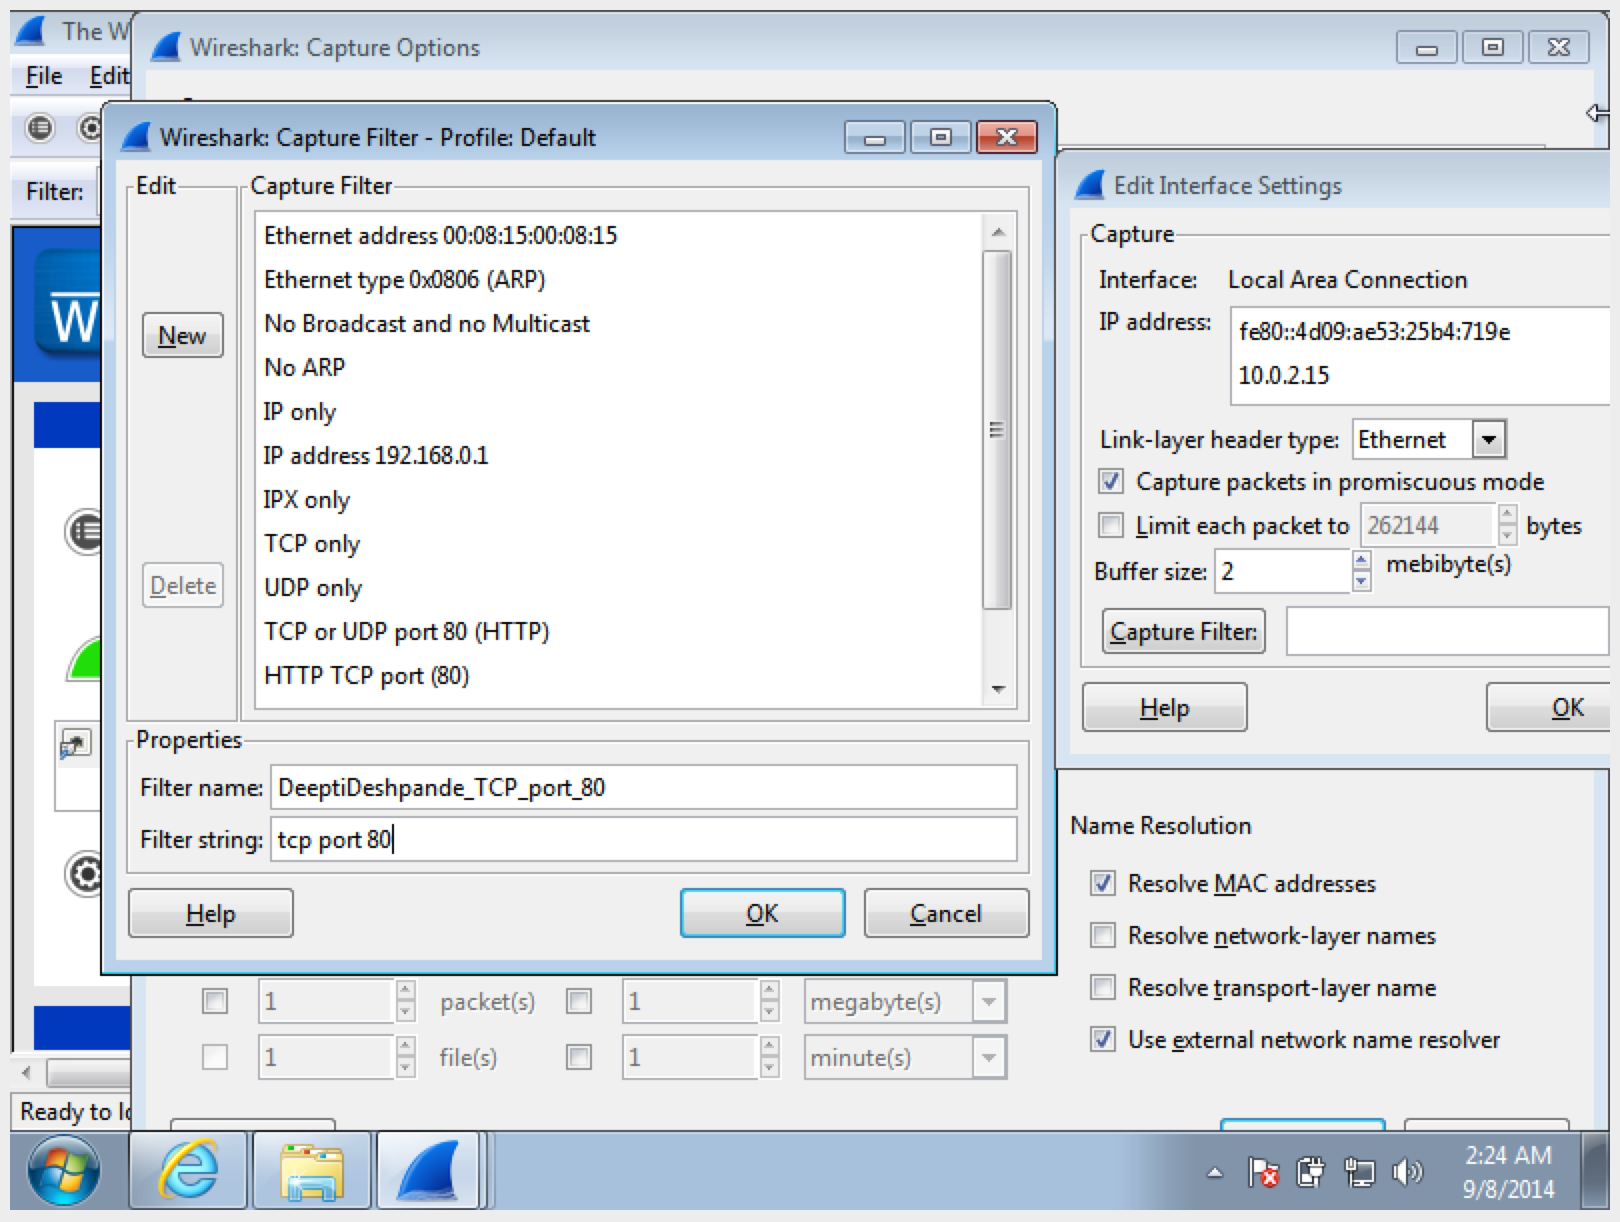 The W
Wireshark: Capture Options
File Edit
Wireshark: Capture Filter - Profile: Default
Filter:
Edit
New
Delete
Capture Filter
Ethernet address 00:08:15:00:08:15
Ethernet type 0x0806 (ARP)
No Broadcast and no Multicast
No ARP
IP only
IP address 192.168.0.1
IPX only
TCP only
UDP only
TCP or UDP port 80 (HTTP)
HTTP TCP port (80)
Properties
Filter name: DeeptiDeshpande_TCP_port_80
Filter string: tcp port 80
Help OK Cancel
W
Edit Interface Settings
Capture
Interface: Local Area Connection
IP address: fe80::4d09:ae53:25b4:719e
10.0.2.15
Link-layer header type: Ethernet
Capture packets in promiscuous mode
Limit each packet to 262144 bytes
Buffer size: 2 mebibyte(s)
Capture Filter:
Help OK
Name Resolution
Resolve MAC addresses
Resolve network-layer names
Resolve transport-layer name
Use external network name resolver
1 packet(s) 1 megabyte(s)
1 file(s) 1 minute(s)
Ready to lo
2:24 AM
9/8/2014